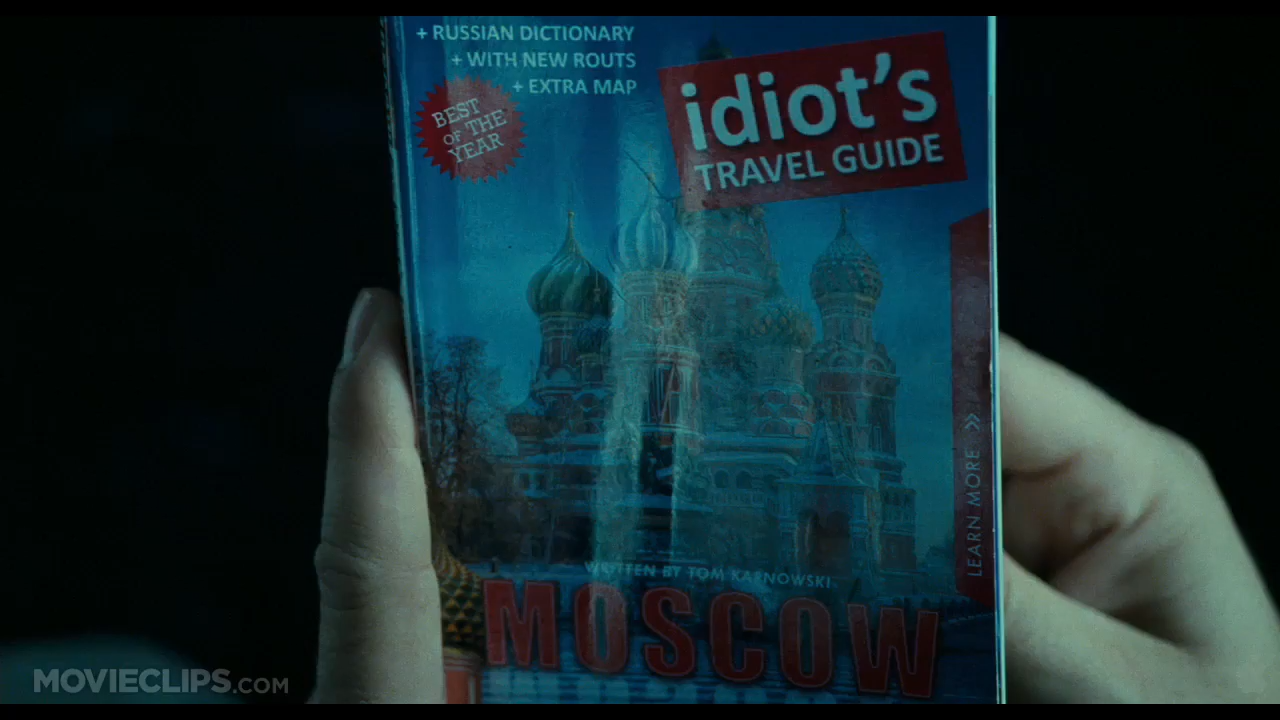 + RUSSIAN DICTIONARY
+ WITH NEW ROUTS
+ EXTRA MAP
BEST
OF THE
YEAR
idiot's
TRAVEL GUIDE
LEARN MORE >>
WRITTEN BY TOM KARNOWSKI
MOSCOW
MOVIECLIPS.COM